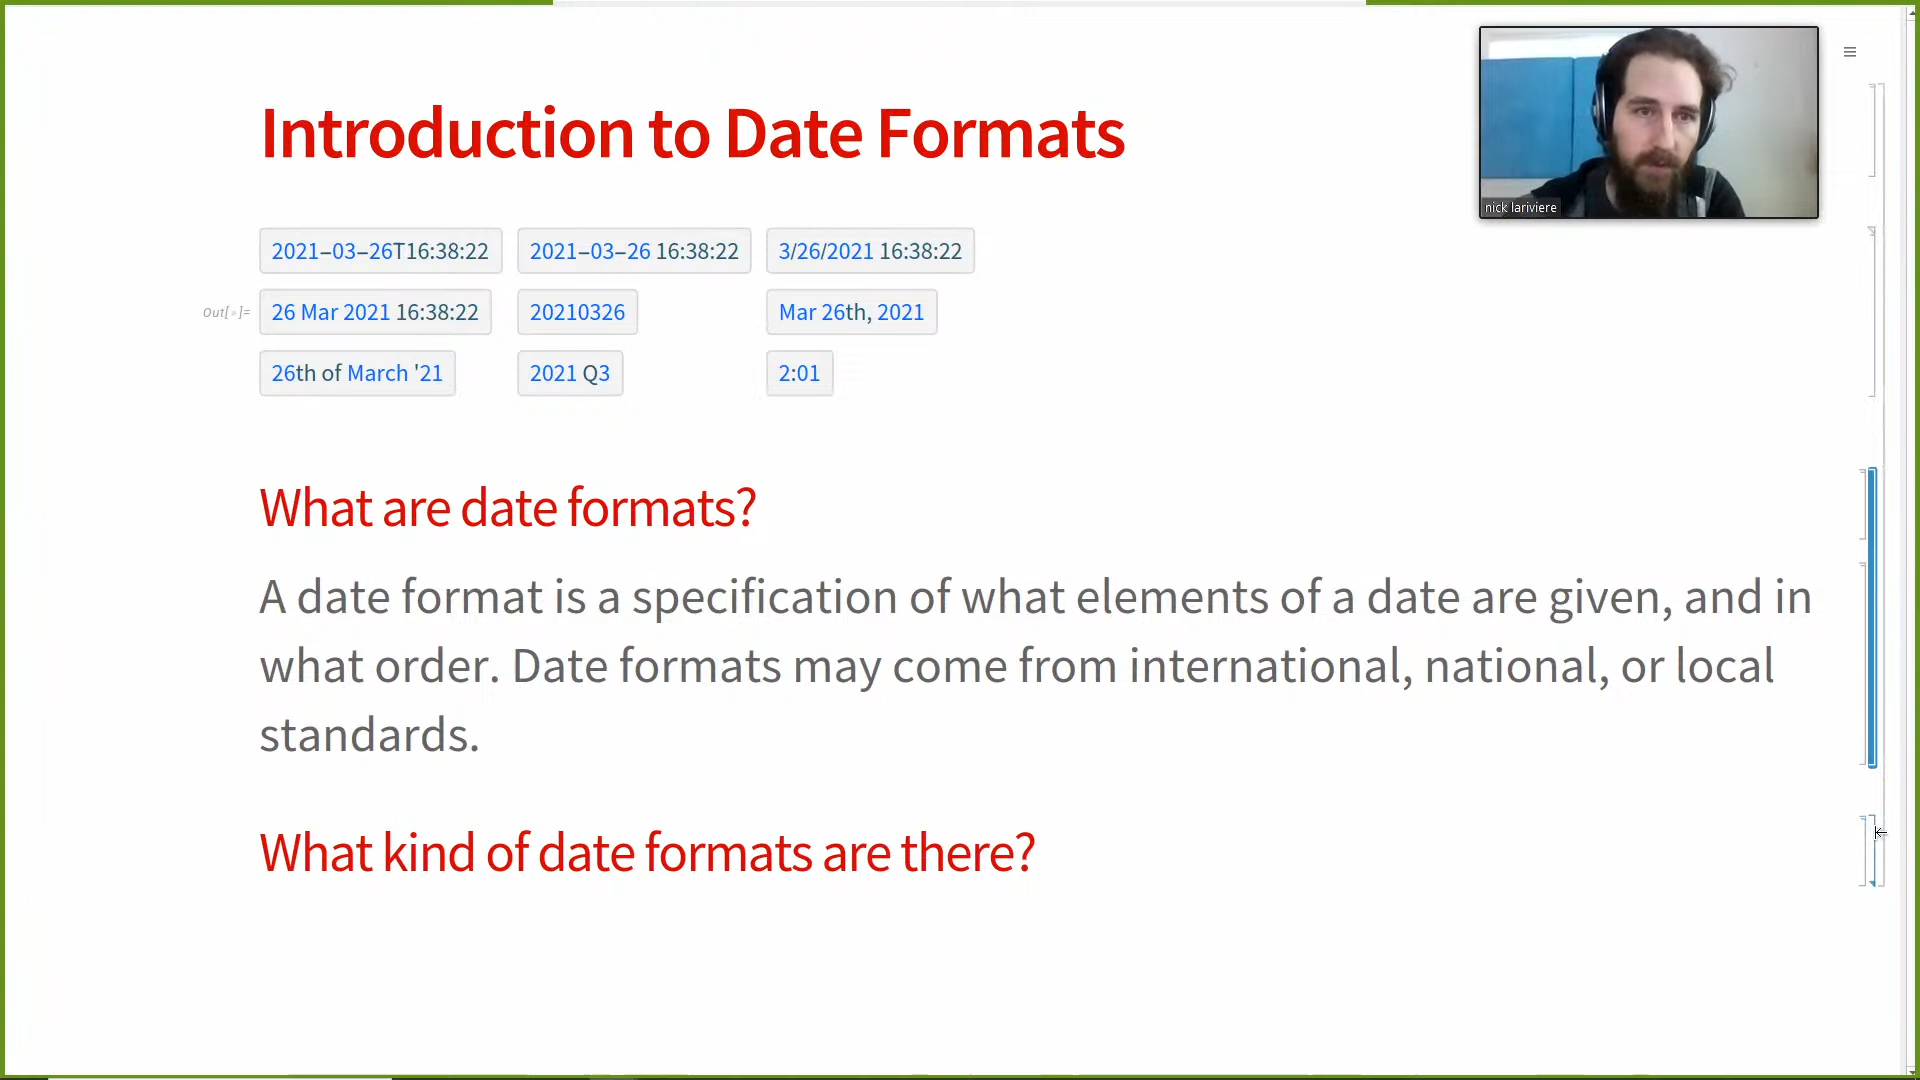 Introduction to Date Formats
nick lariviere
2021–03–26T16:38:22 2021–03–26 16:38:22 3/26/2021 16:38:22
Out[∘]= 26 Mar 2021 16:38:22 20210326 Mar 26th, 2021
26th of March '21 2021 Q3 2:01
What are date formats?
A date format is a specification of what elements of a date are given, and in
what order. Date formats may come from international, national, or local
standards.
What kind of date formats are there?